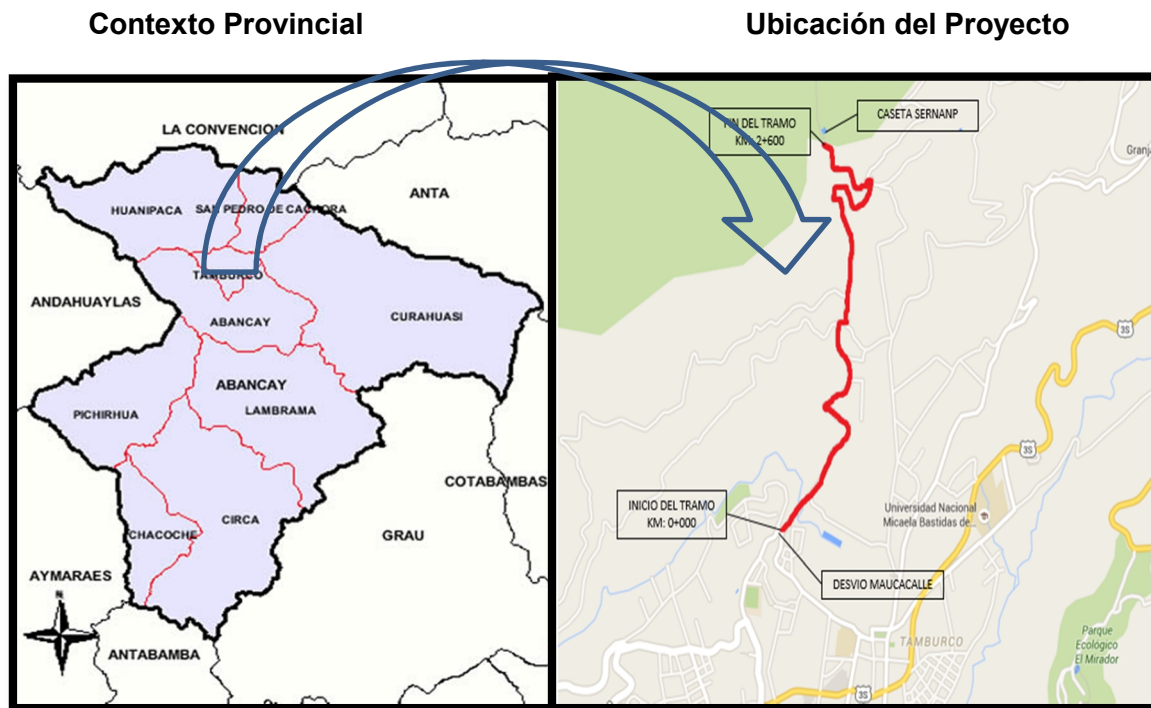 Contexto Provincial
Ubicación del Proyecto
LA CONVENCION
ANTA
HUANIPACA
SAN PEDRO DE CACHORA
TAMBURCO
ANDAHUAYLAS
CURAHUASI
ABANCAY
ABANCAY
PICHIRHUA
LAMBRAMA
COTABAMBAS
CIRCA
CHACOCHE
GRAU
AYMARAES
N
ANTABAMBA
FIN DEL TRAMO
KM: 2+600
CASETA SERNANP
Granja
3S
INICIO DEL TRAMO
KM: 0+000
3S
Universidad Nacional
Micaela Bastidas de...
DESVIO MAUCACALLE
TAMBURCO
Parque
Ecológico
El Mirador
3S